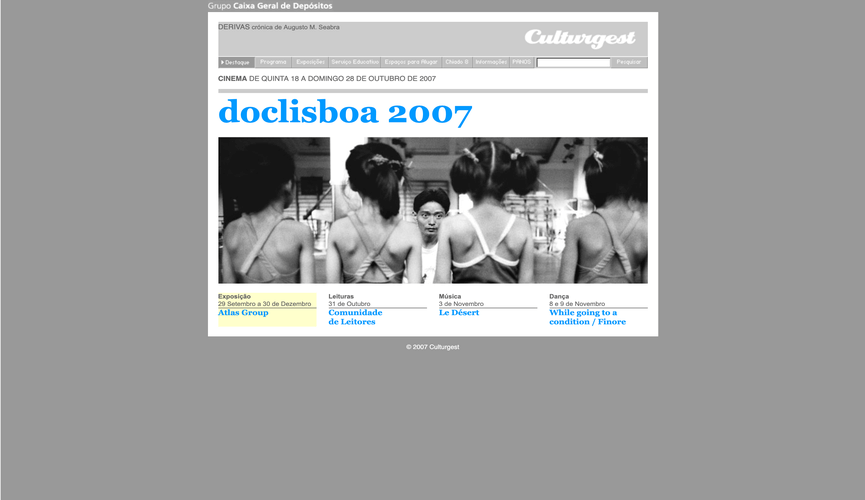 Grupo Caixa Geral de Depósitos
DERIVAS crónica de Augusto M. Seabra
Culturgest
Destaque Programa Exposições Serviço Educativo Espaços para Alugar Chiado 8 Informações PANOS Pesquisar
CINEMA DE QUINTA 18 A DOMINGO 28 DE OUTUBRO DE 2007
doclisboa 2007
Exposição
29 Setembro a 30 de Dezembro
Atlas Group
Leituras
31 de Outubro
Comunidade
de Leitores
Música
3 de Novembro
Le Désert
Dança
8 e 9 de Novembro
While going to a
condition / Finore
© 2007 Culturgest